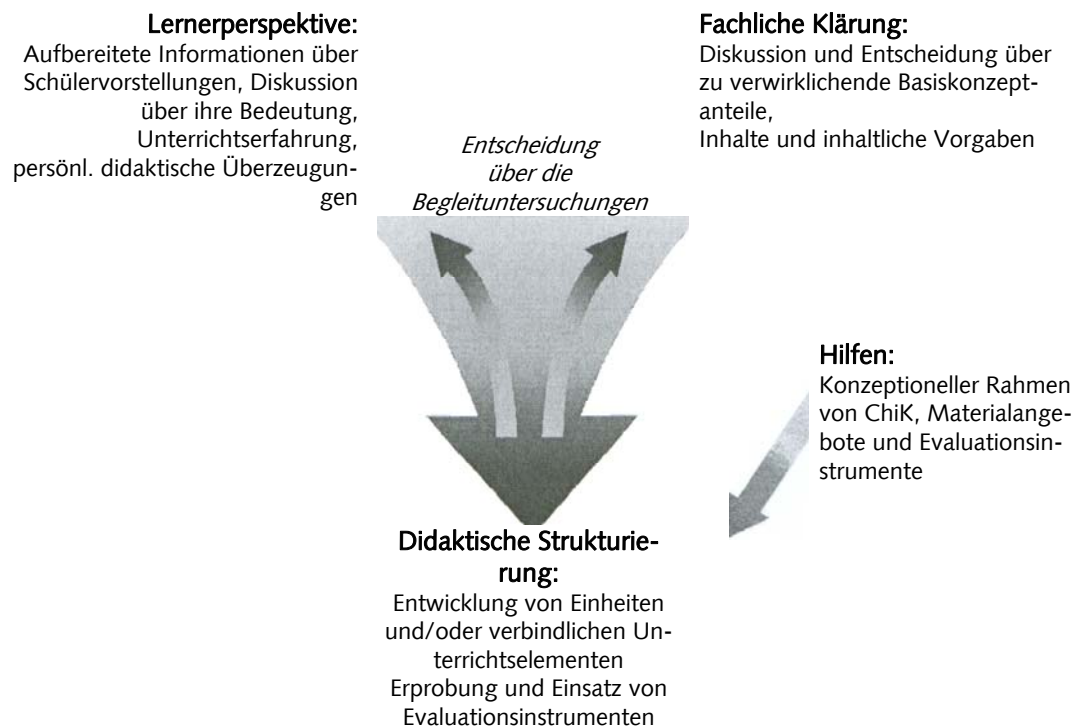 Lernerperspektive:
Aufbereitete Informationen über
Schülervorstellungen, Diskussion
über ihre Bedeutung,
Unterrichtserfahrung,
persönl. didaktische Überzeugun-
gen
Fachliche Klärung:
Diskussion und Entscheidung über
zu verwirklichende Basiskonzept-
anteile,
Inhalte und inhaltliche Vorgaben
Entscheidung
über die
Begleituntersuchungen
Hilfen:
Konzeptioneller Rahmen
von ChiK, Materialange-
bote und Evaluationsin-
strumente
Didaktische Strukturie-
rung:
Entwicklung von Einheiten
und/oder verbindlichen Un-
terrichtselementen
Erprobung und Einsatz von
Evaluationsinstrumenten